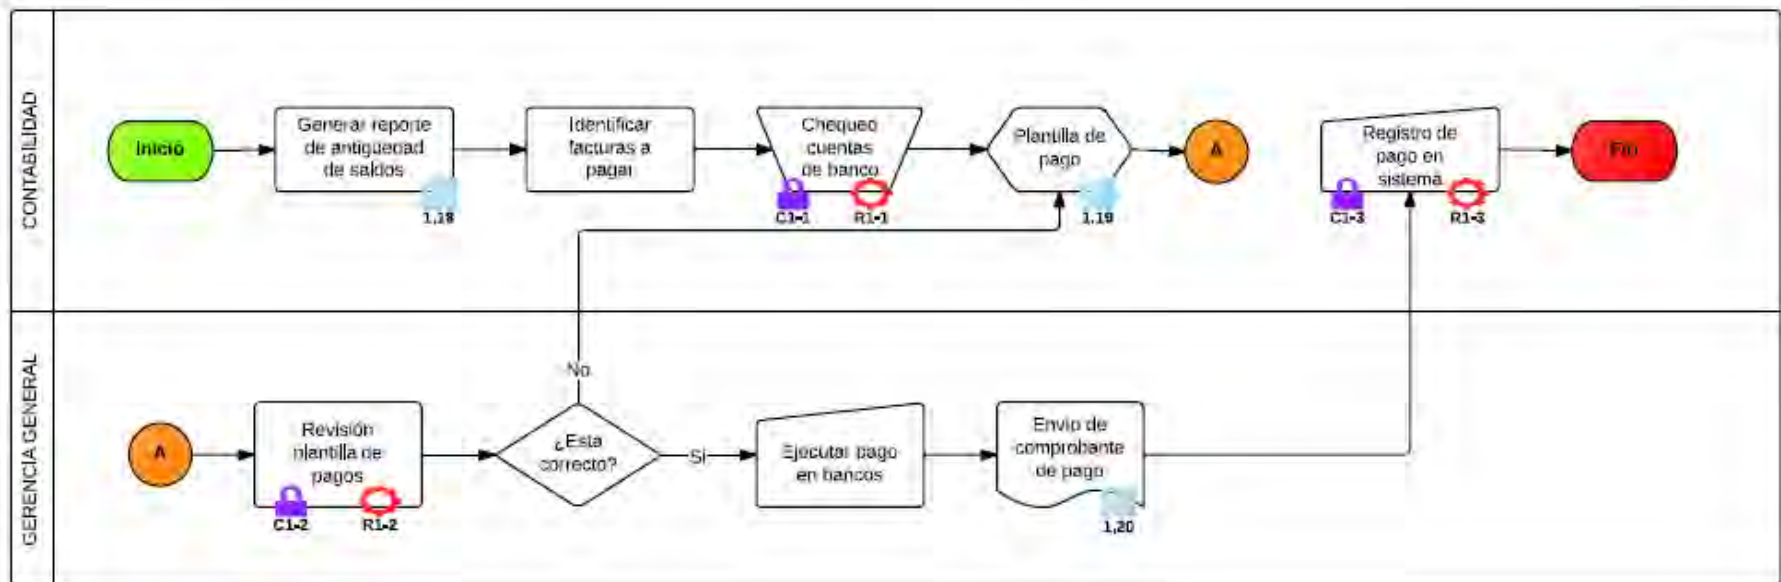 CONTABILIDAD
Inicio
Generar reporte
de antigüedad
de saldos
1,18
Identificar
facturas a
pagar
Chequeo
cuentas
de banco
C1-1
R1-1
Plantilla de
pago
1,19
A
Registro de
pago en
sistema
C1-3
R1-3
Fin
GERENCIA GENERAL
A
Revisión
plantilla de
pagos
C1-2
R1-2
¿Esta
correcto?
No
Si
Ejecutar pago
en bancos
Envio de
comprobante
de pago
1,20